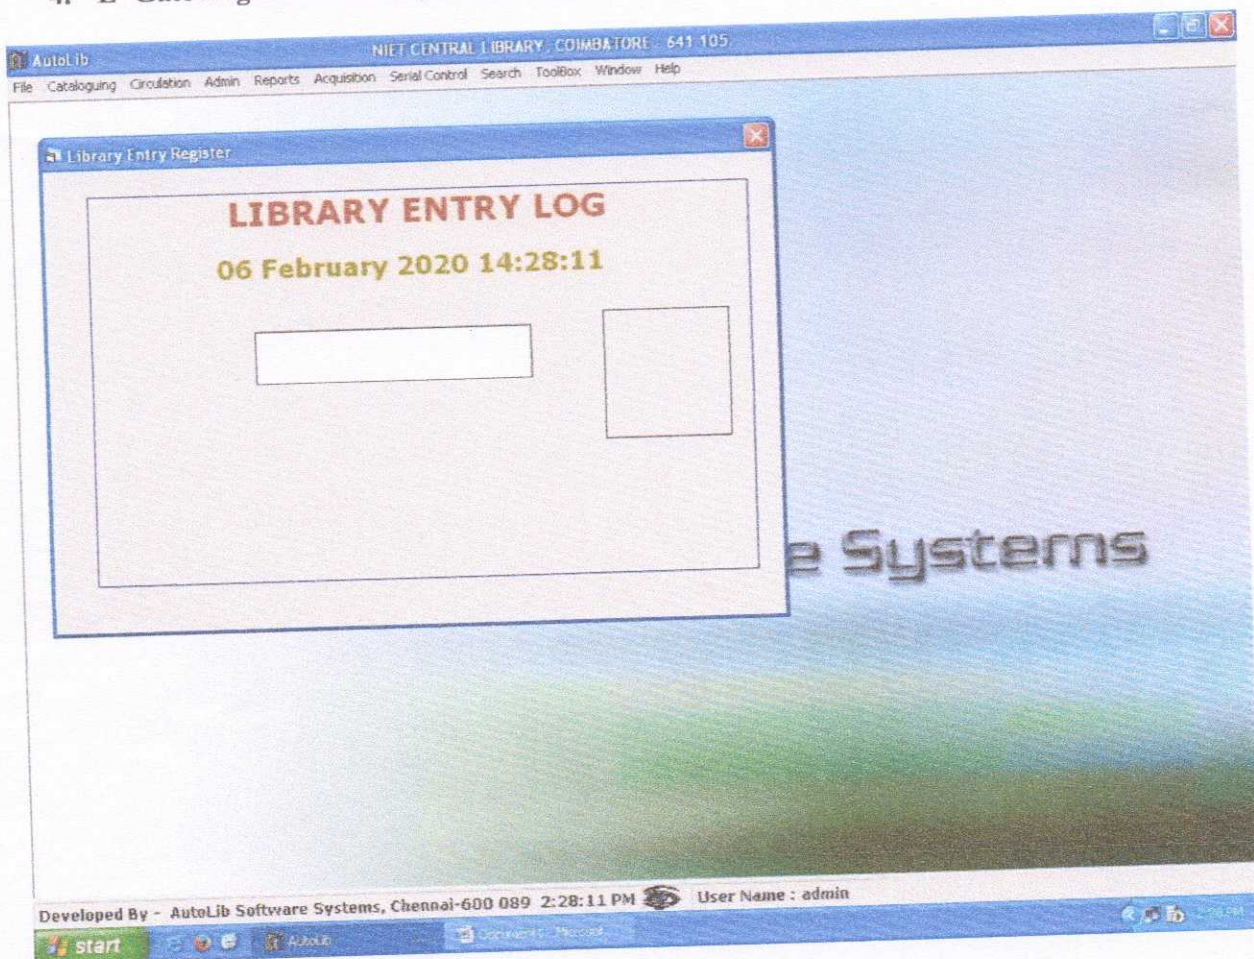 AutoLib NIET CENTRAL LIBRARY , COIMBATORE - 641 105.
File Cataloguing Circulation Admin Reports Acquisition Serial Control Search ToolBox Window Help
Library Entry Register
LIBRARY ENTRY LOG
06 February 2020 14:28:11
e Systems
Developed By - AutoLib Software Systems, Chennai-600 089 2:28:11 PM User Name : admin
start AutoLib